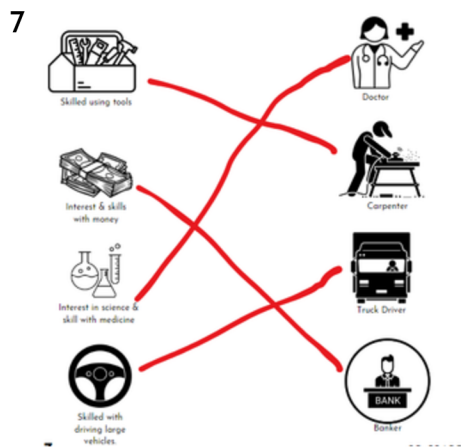 7
Skilled using tools
Doctor
Interest & skills
with money
Carpenter
Interest in science &
skill with medicine
Truck Driver
Skilled with
driving large
vehicles.
BANK
Banker